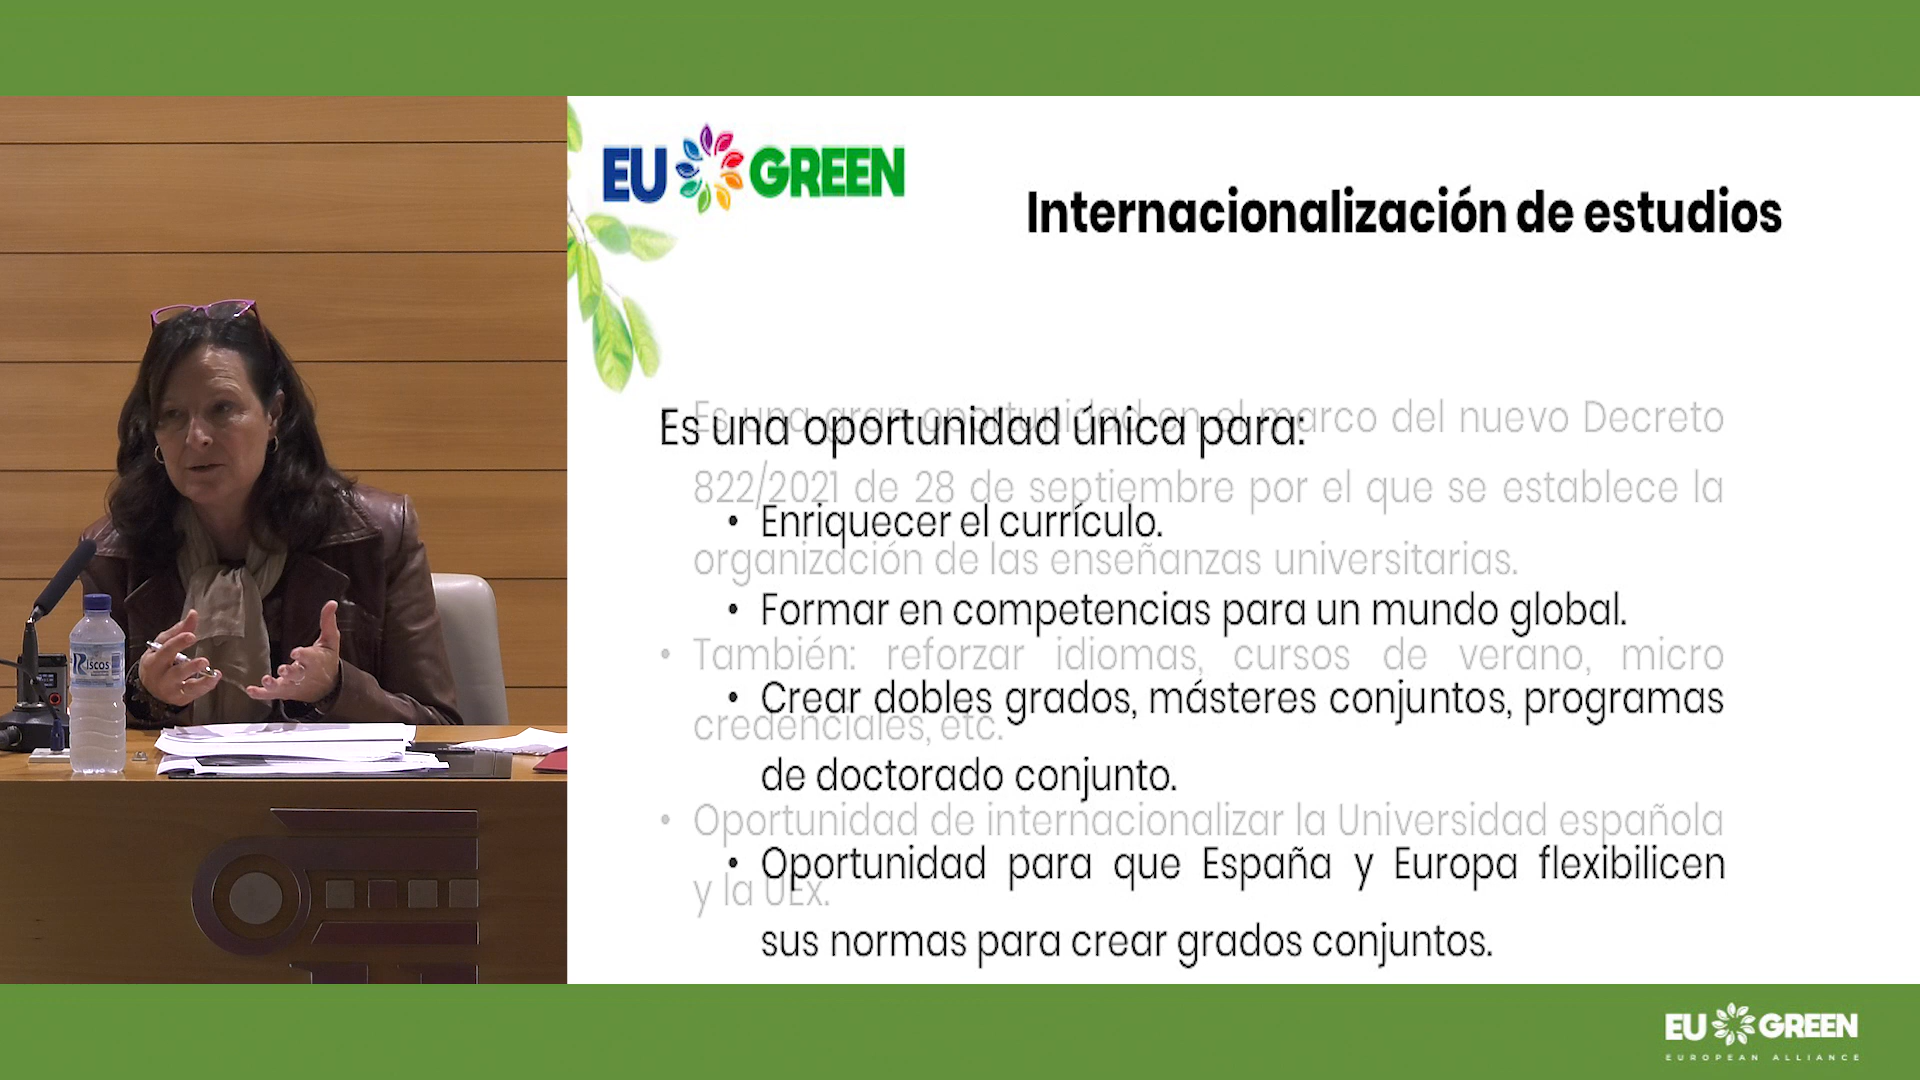 EU GREEN
Internacionalización de estudios
Es una oportunidad única para:
• Es una gran oportunidad en el marco del nuevo Decreto
822/2021 de 28 de septiembre por el que se establece la
• Enriquecer el currículo.
organización de las enseñanzas universitarias.
• Formar en competencias para un mundo global.
• También: reforzar idiomas, cursos de verano, micro
• Crear dobles grados, másteres conjuntos, programas
credenciales, etc.
de doctorado conjunto.
• Oportunidad de internacionalizar la Universidad española
• Oportunidad para que España y Europa flexibilicen
y la UEx.
sus normas para crear grados conjuntos.
RISCOS
EU GREEN
EUROPEAN ALLIANCE